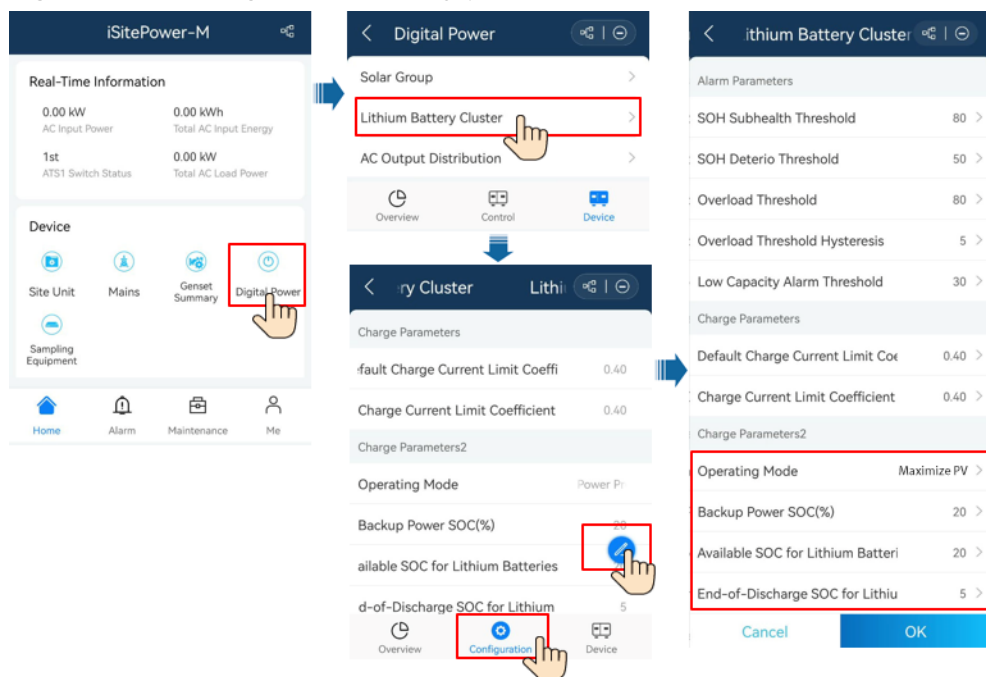 iSitePower-M
Real-Time Information
0.00 kW
AC Input Power
0.00 kWh
Total AC Input Energy
1st
ATS1 Switch Status
0.00 kW
Total AC Load Power
Device
Site Unit
Mains
Genset
Summary
Digital Power
Sampling
Equipment
Home
Alarm
Maintenance
Me
Digital Power
Solar Group
Lithium Battery Cluster
AC Output Distribution
Overview
Control
Device
ry Cluster
Lithi
Charge Parameters
fault Charge Current Limit Coeffi 0.40
Charge Current Limit Coefficient 0.40
Charge Parameters2
Operating Mode Power Pr
Backup Power SOC(%) 20
ailable SOC for Lithium Batteries
d-of-Discharge SOC for Lithium 5
Overview
Configuration
Device
ithium Battery Cluster
Alarm Parameters
SOH Subhealth Threshold 80
SOH Deterio Threshold 50
Overload Threshold 80
Overload Threshold Hysteresis 5
Low Capacity Alarm Threshold 30
Charge Parameters
Default Charge Current Limit Coe 0.40
Charge Current Limit Coefficient 0.40
Charge Parameters2
Operating Mode Maximize PV
Backup Power SOC(%) 20
Available SOC for Lithium Batteri 20
End-of-Discharge SOC for Lithiu 5
Cancel
OK